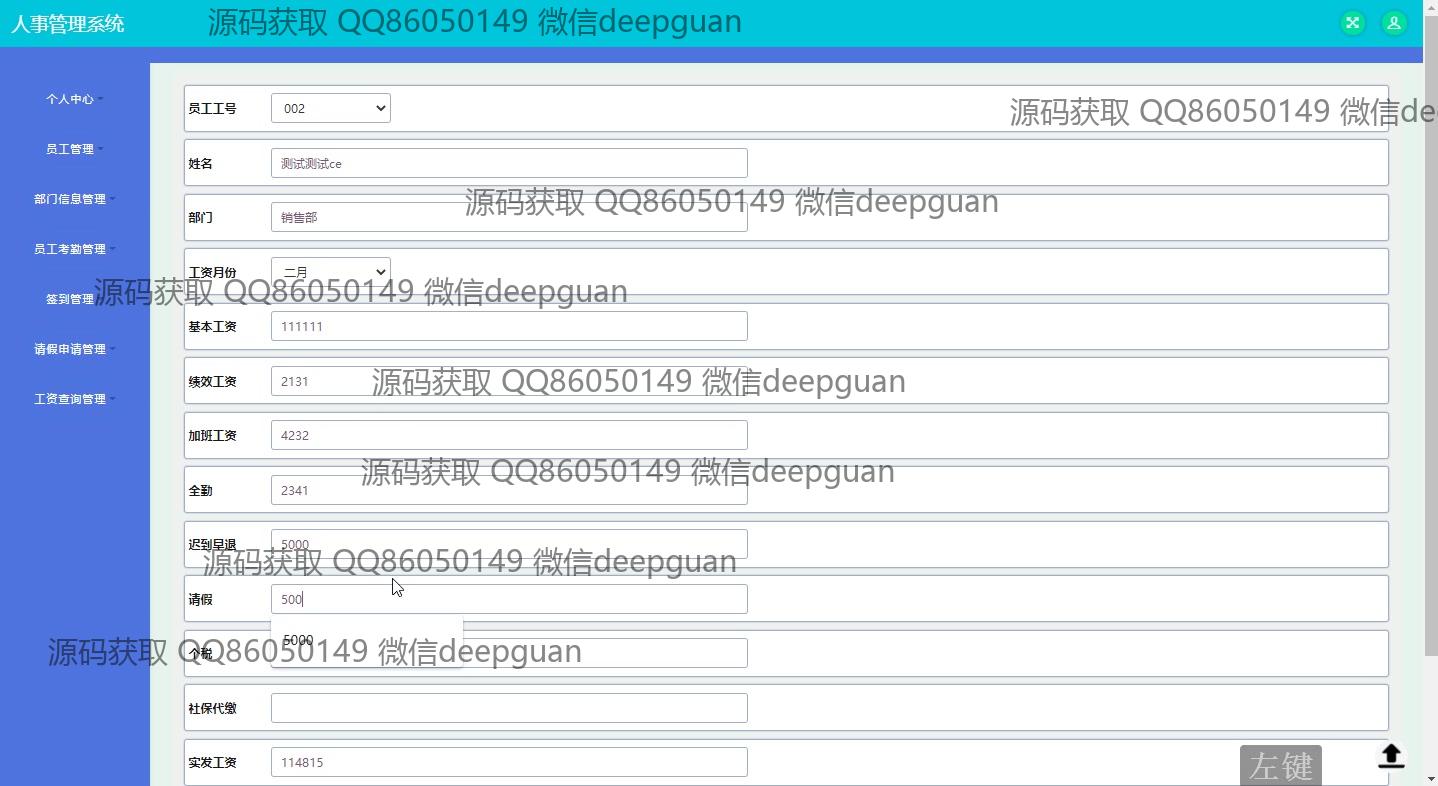 人事管理系统
源码获取 QQ86050149 微信deepguan
个人中心
员工管理
部门信息管理
员工考勤管理
签到管理
请假申请管理
工资查询管理
员工工号 002
源码获取 QQ86050149 微信de
姓名 测试测试ce
源码获取 QQ86050149 微信deepguan
部门 销售部
工资月份 二月
源码获取 QQ86050149 微信deepguan
基本工资 111111
绩效工资 2131
源码获取 QQ86050149 微信deepguan
加班工资 4232
源码获取 QQ86050149 微信deepguan
全勤 2341
迟到早退 5000
源码获取 QQ86050149 微信deepguan
请假 500
5000
个税
源码获取 QQ86050149 微信deepguan
社保代缴
实发工资 114815
左键